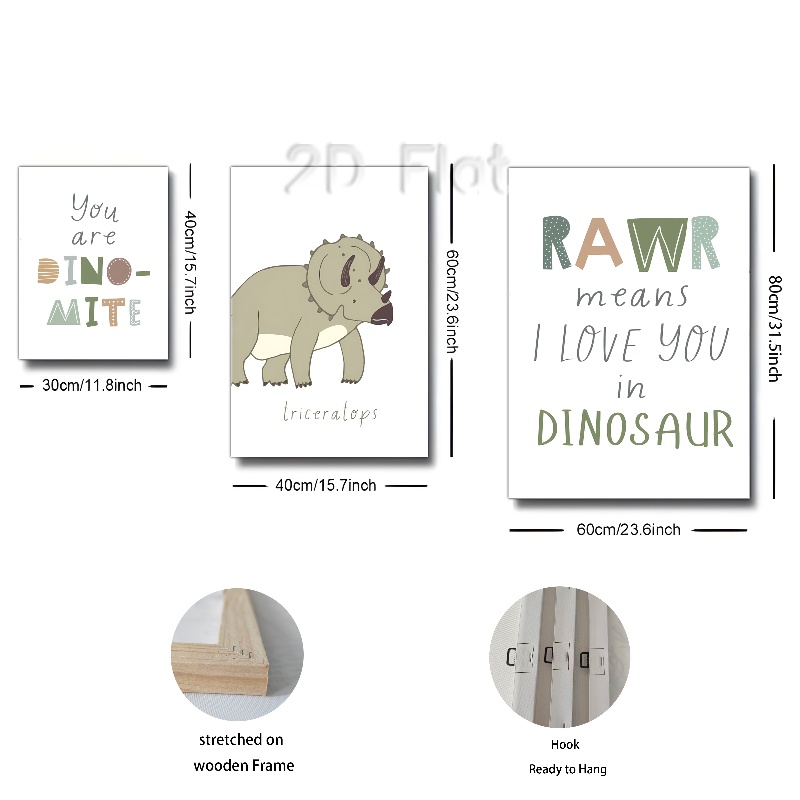 2D Flat
You
are
DINO-
MITE
40cm/15.7inch
30cm/11.8inch
triceratops
60cm/23.6inch
40cm/15.7inch
RAWR
means
I LOVE YOU
in
DINOSAUR
80cm/31.5inch
60cm/23.6inch
stretched on
wooden Frame
Hook
Ready to Hang